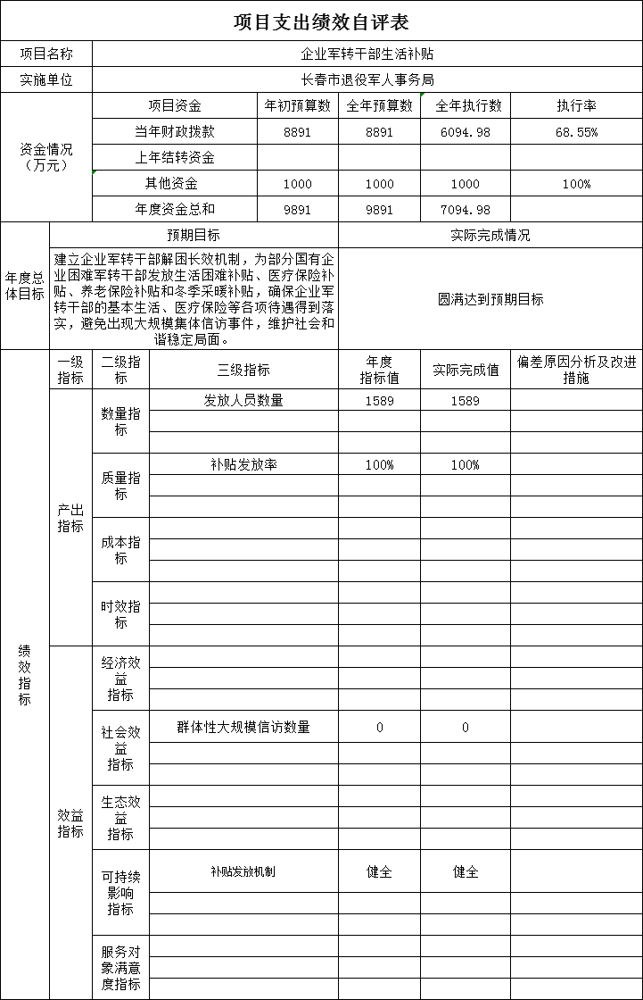 项目支出绩效自评表
项目名称 企业军转干部生活补贴
实施单位 长春市退役军人事务局
资金情况
（万元）
项目资金 年初预算数 全年预算数 全年执行数 执行率
当年财政拨款 8891 8891 6094.98 68.55%
上年结转资金
其他资金 1000 1000 1000 100%
年度资金总和 9891 9891 7094.98
年度总
体目标
预期目标 实际完成情况
建立企业军转干部解困长效机制，为部分国有企
业困难军转干部发放生活困难补贴、医疗保险补
贴、养老保险补贴和冬季采暖补贴，确保企业军
转干部的基本生活、医疗保险等各项待遇得到落
实，避免出现大规模集体信访事件，维护社会和
谐稳定局面。
圆满达到预期目标
绩
效
指
标
一级
指标
二级指
标
三级指标
年度
指标值
实际完成值
偏差原因分析及改进
措施
产出
指标
数量指
标
发放人员数量 1589 1589
质量指
标
补贴发放率 100% 100%
成本指
标
时效指
标
效益
指标
经济效
益
指标
社会效
益
指标
群体性大规模信访数量 0 0
生态效
益
指标
可持续
影响
指标
补贴发放机制 健全 健全
服务对
象满意
度指标